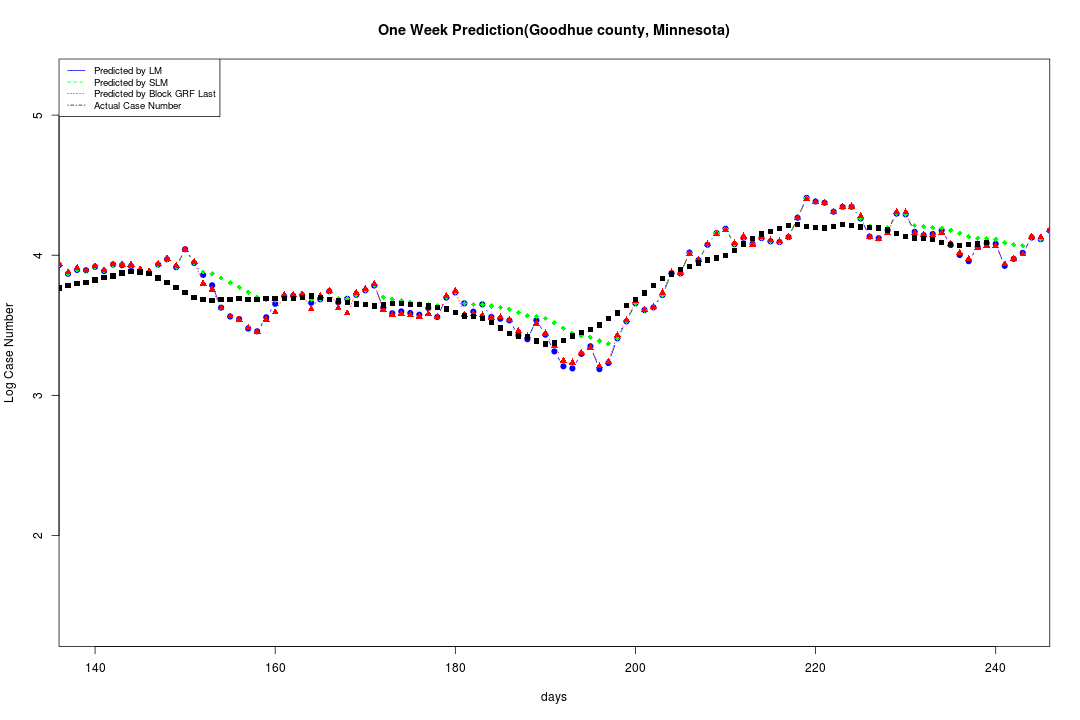 One Week Prediction(Goodhue county, Minnesota)
Predicted by LM
Predicted by SLM
Predicted by Block GRF Last
Actual Case Number
5
4
3
2
Log Case Number
140 160 180 200 220 240
days